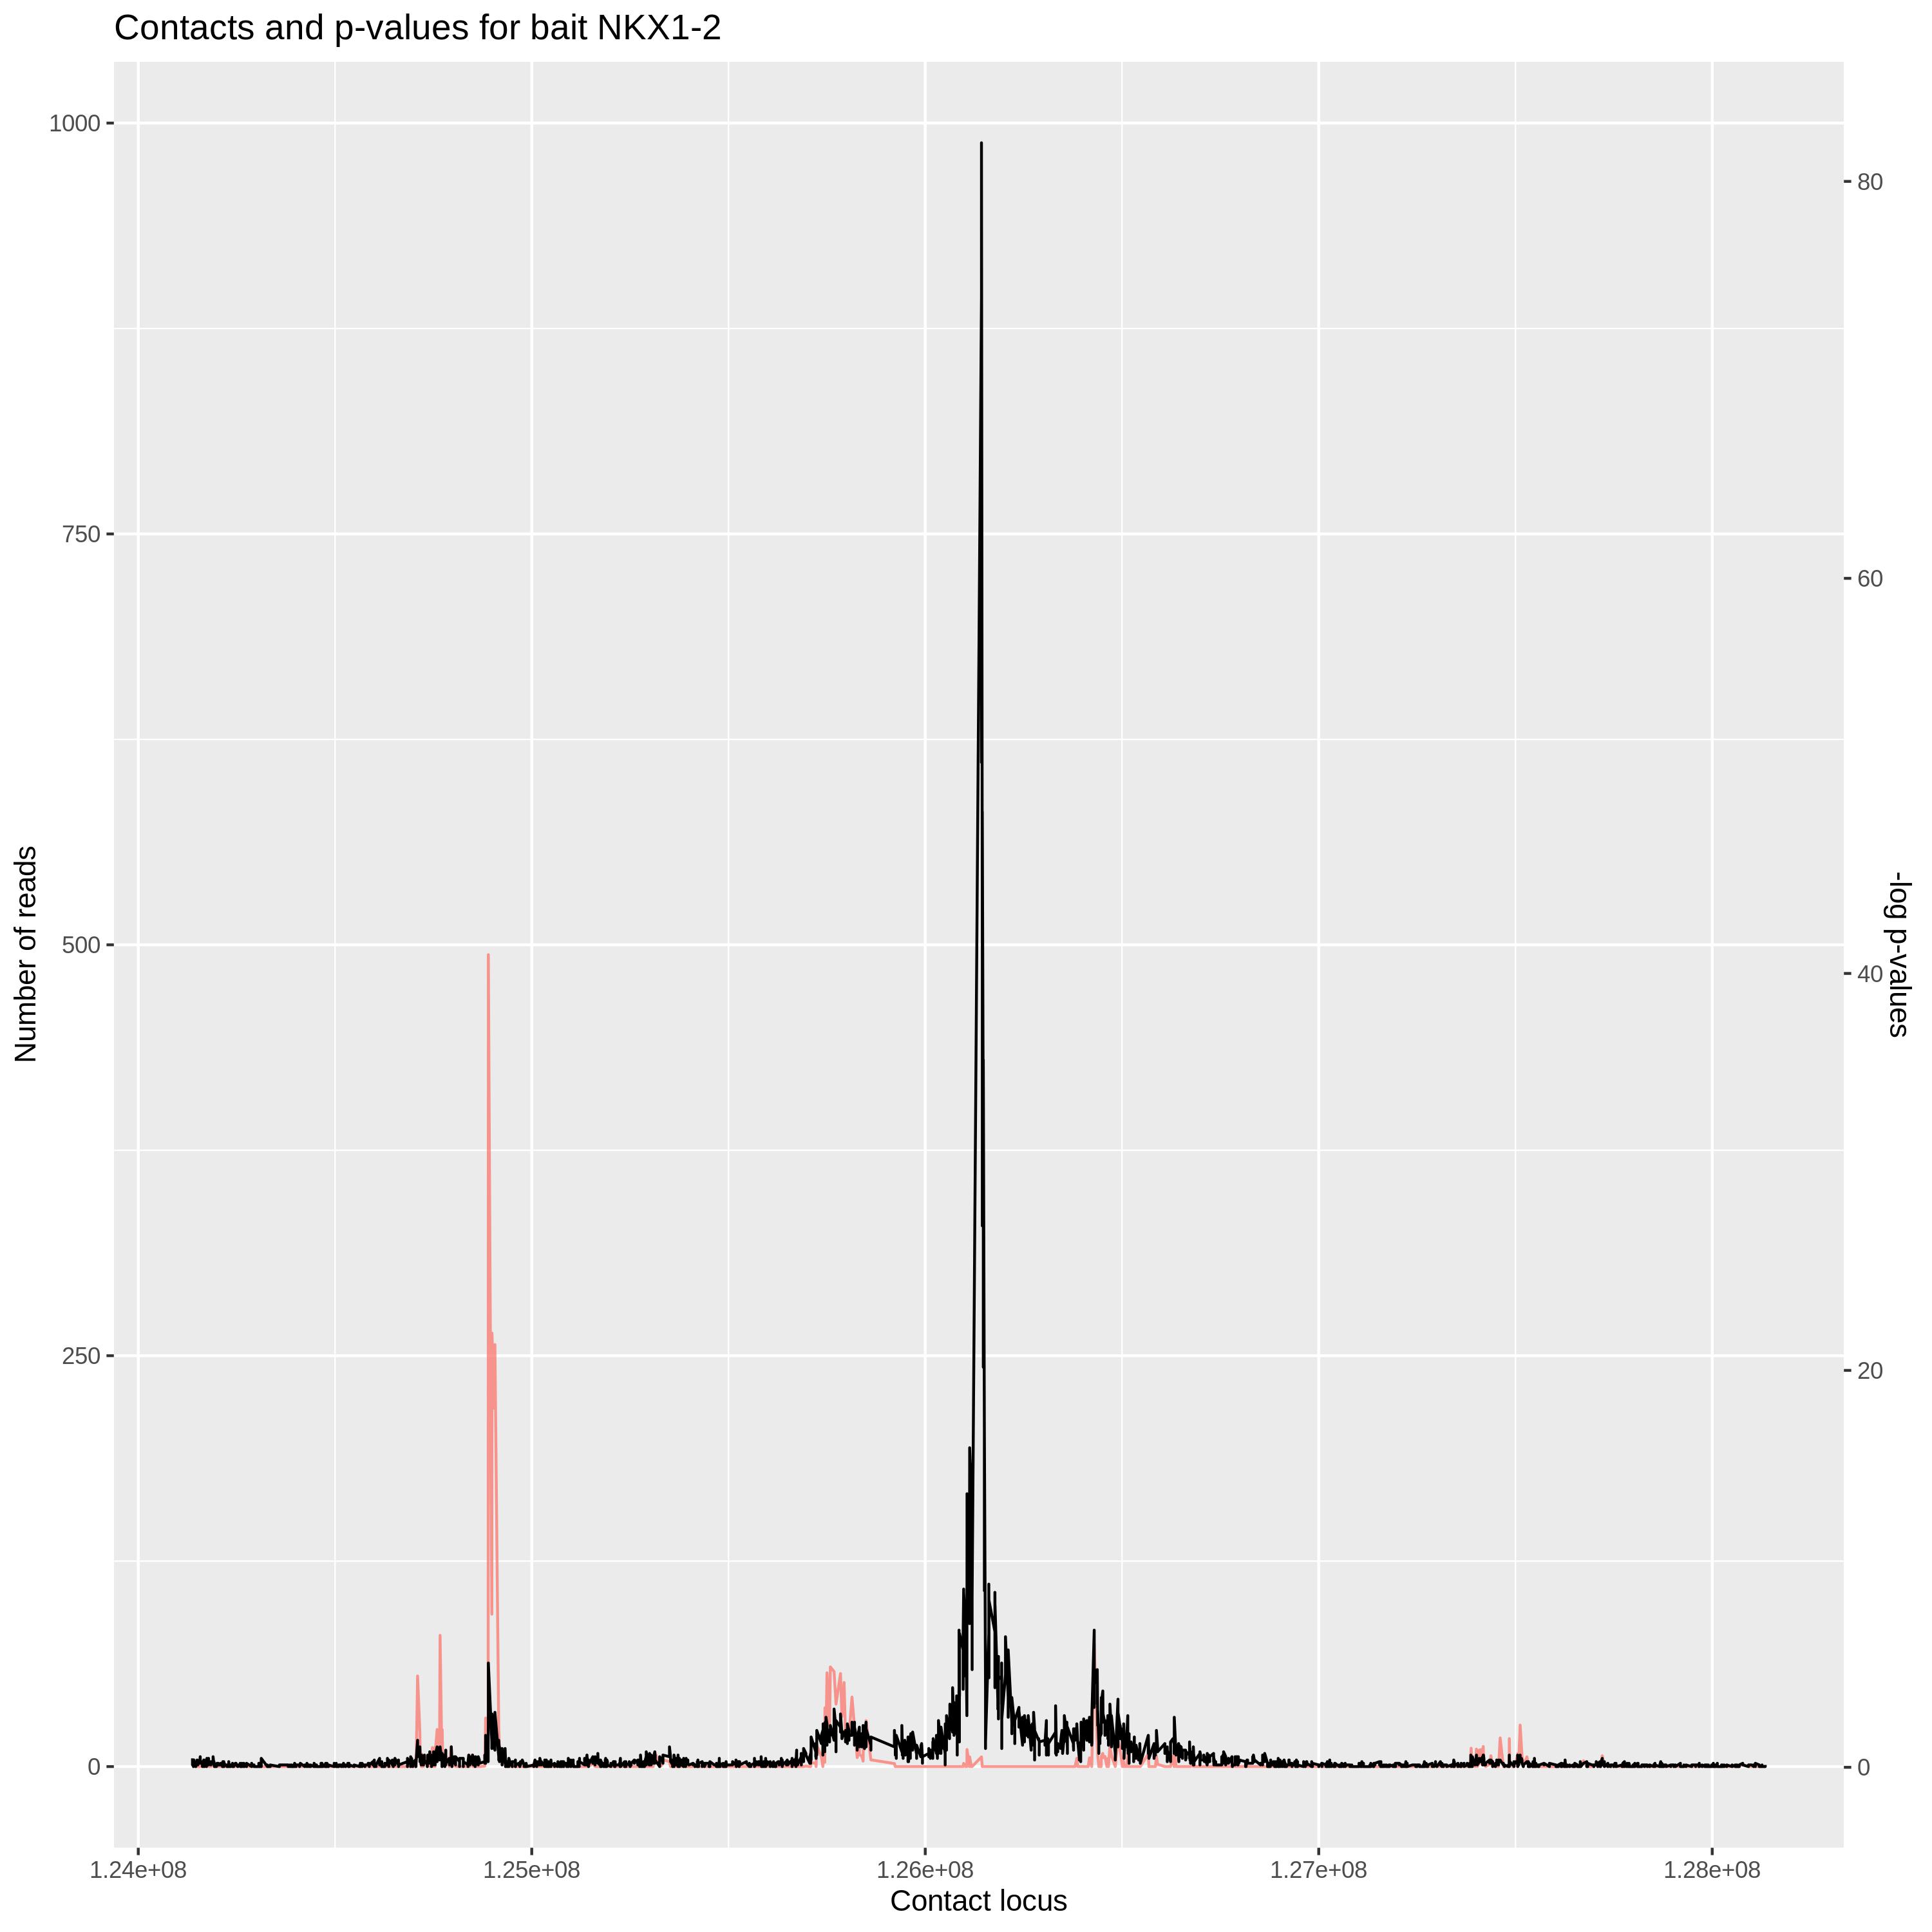 Contacts and p-values for bait NKX1-2
1000
750
500
250
0
Number of reads
80
60
40
20
0
-log p-values
1.24e+08
1.25e+08
1.26e+08
1.27e+08
1.28e+08
Contact locus